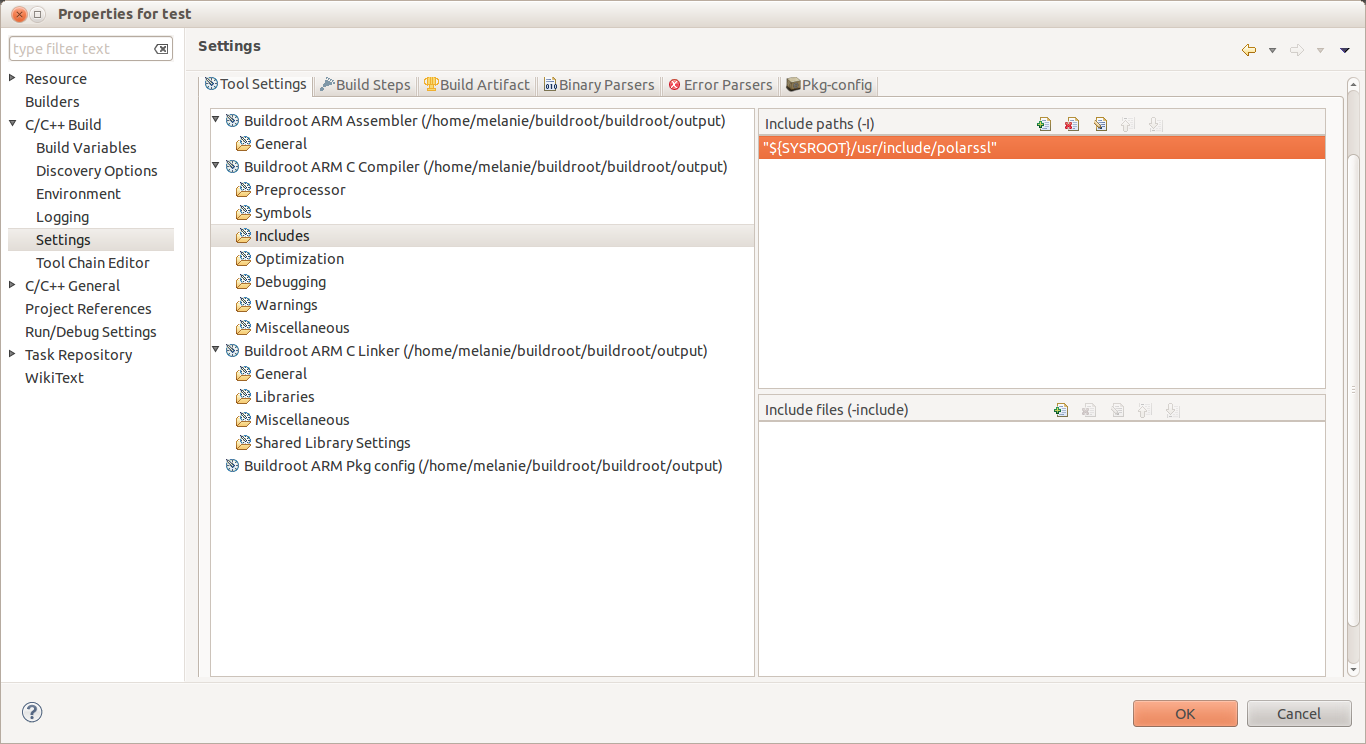 Properties for test
type filter text
Resource
Builders
C/C++ Build
Build Variables
Discovery Options
Environment
Logging
Settings
Tool Chain Editor
C/C++ General
Project References
Run/Debug Settings
Task Repository
WikiText
Settings
Tool Settings
Build Steps
Build Artifact
Binary Parsers
Error Parsers
Pkg-config
Buildroot ARM Assembler (/home/melanie/buildroot/buildroot/output)
General
Buildroot ARM C Compiler (/home/melanie/buildroot/buildroot/output)
Preprocessor
Symbols
Includes
Optimization
Debugging
Warnings
Miscellaneous
Buildroot ARM C Linker (/home/melanie/buildroot/buildroot/output)
General
Libraries
Miscellaneous
Shared Library Settings
Buildroot ARM Pkg config (/home/melanie/buildroot/buildroot/output)
Include paths (-I)
"${SYSROOT}/usr/include/polarssl"
Include files (-include)
?
OK
Cancel